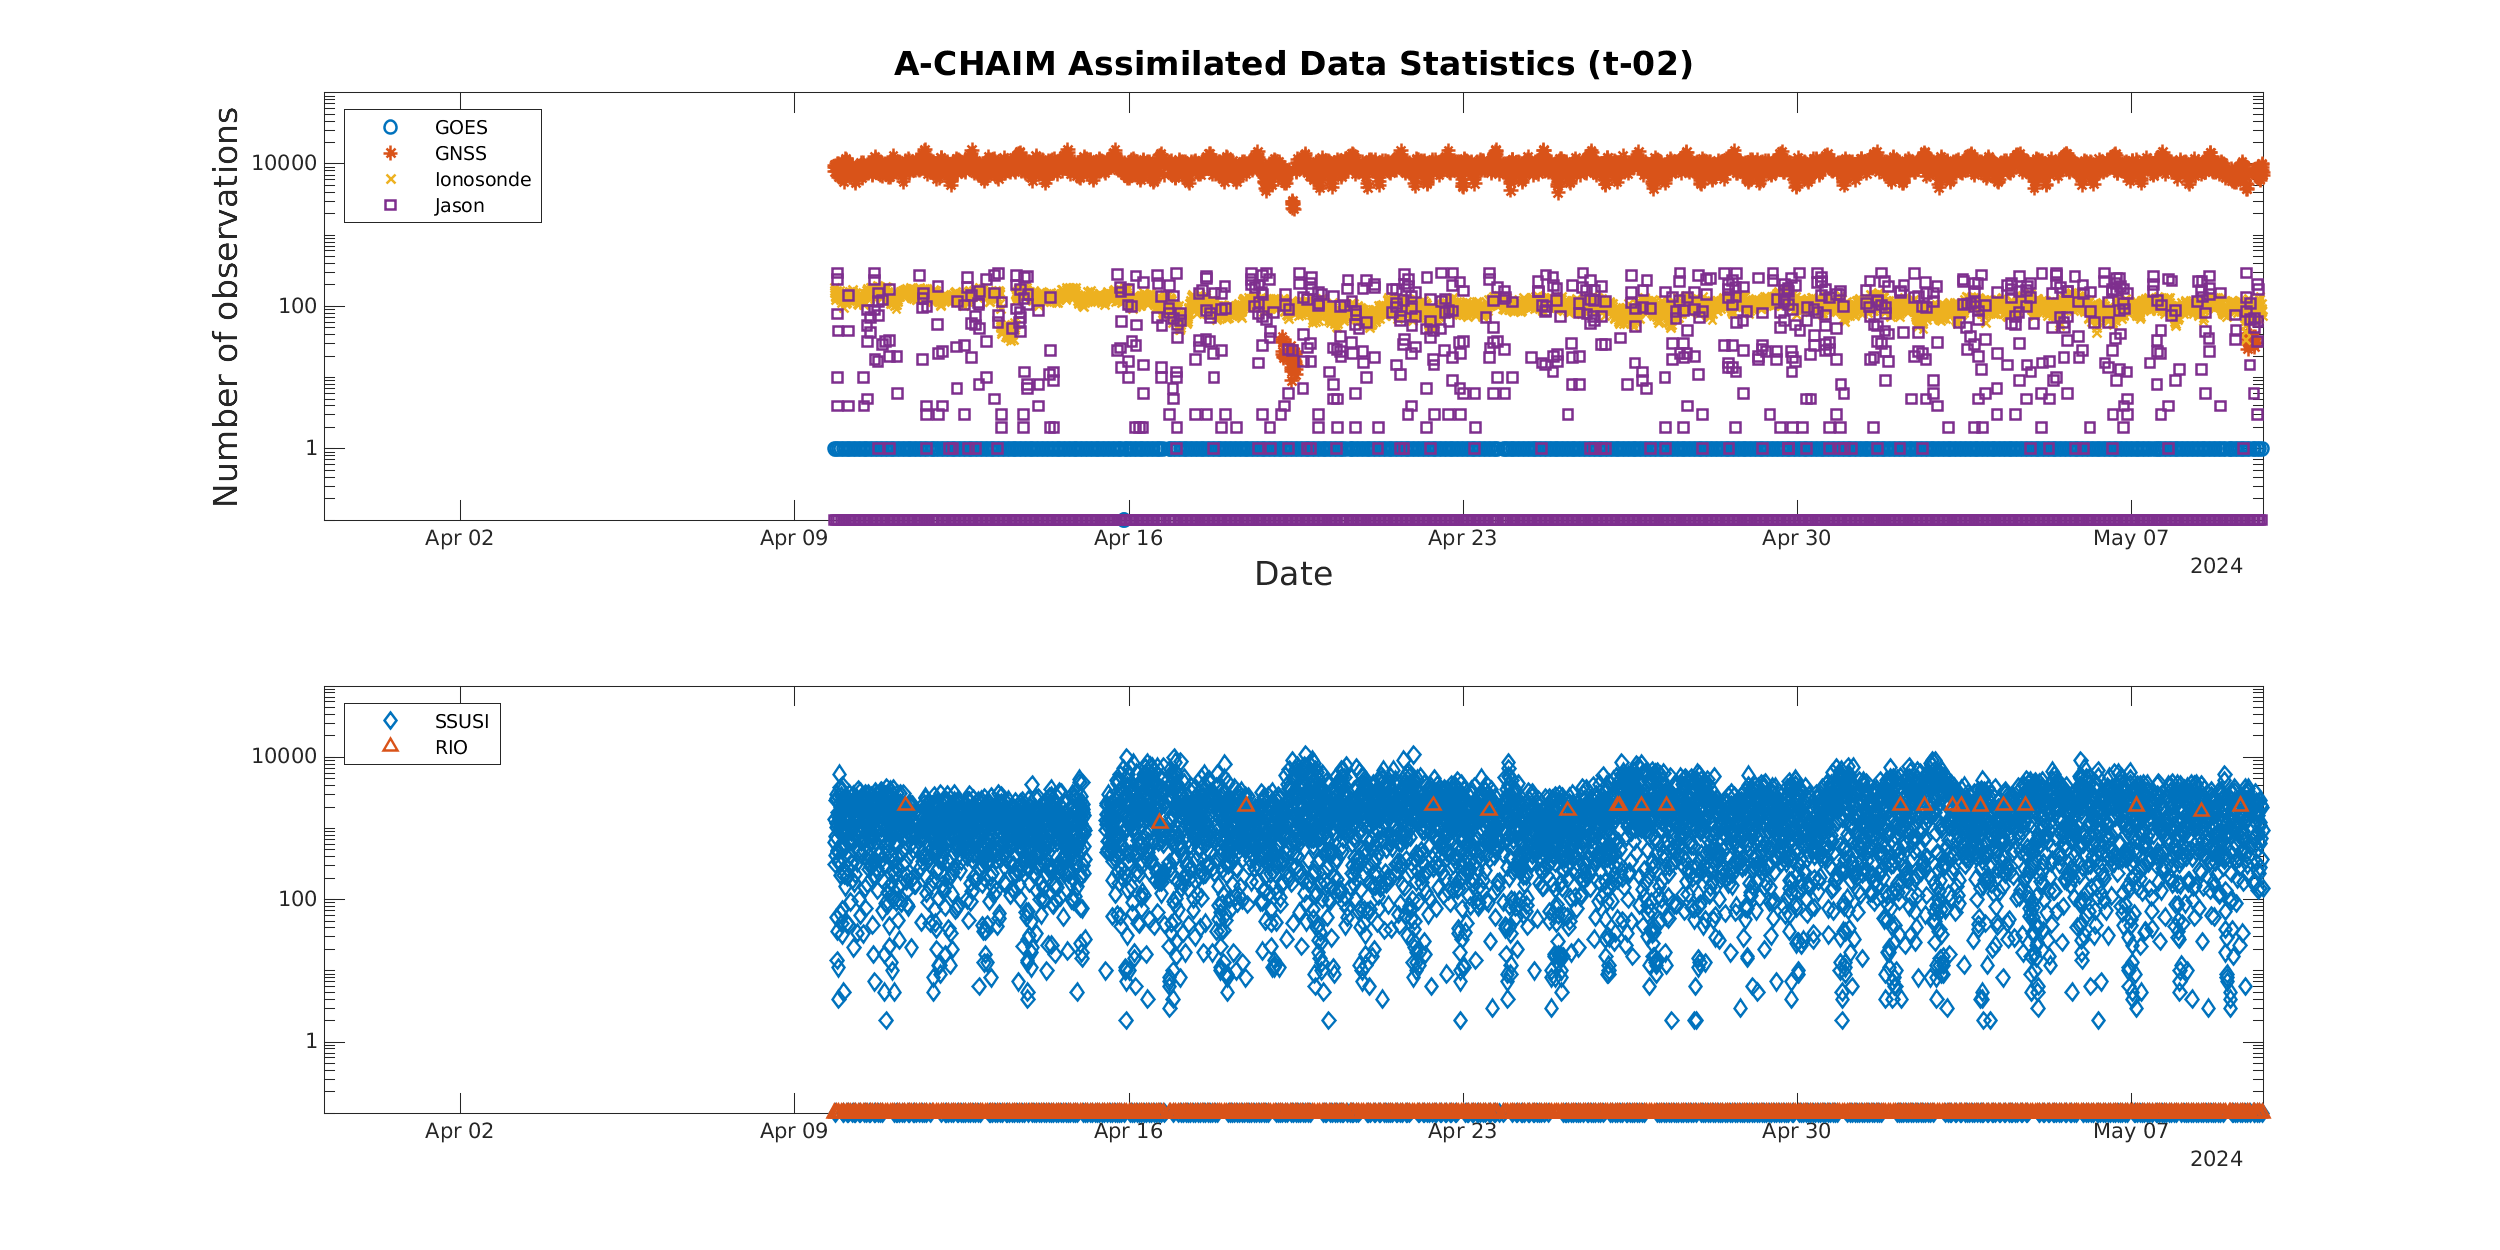 A-CHAIM Assimilated Data Statistics (t-02)
Number of observations
GOES
GNSS
Ionosonde
Jason
10000
100
1
Apr 02 Apr 09 Apr 16 Apr 23 Apr 30 May 07
2024
Date
SSUSI
RIO
10000
100
1
Apr 02 Apr 09 Apr 16 Apr 23 Apr 30 May 07
2024